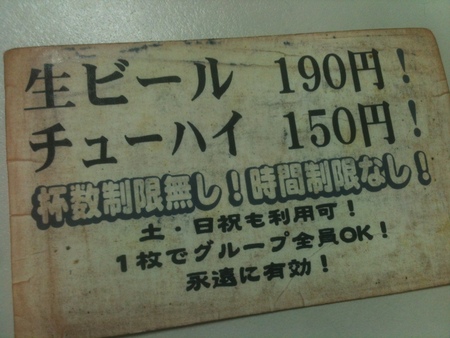 生ビール 190円！
チューハイ 150円！
杯数制限無し！時間制限なし！
土・日祝も利用可！
1枚でグループ全員OK！
永遠に有効！